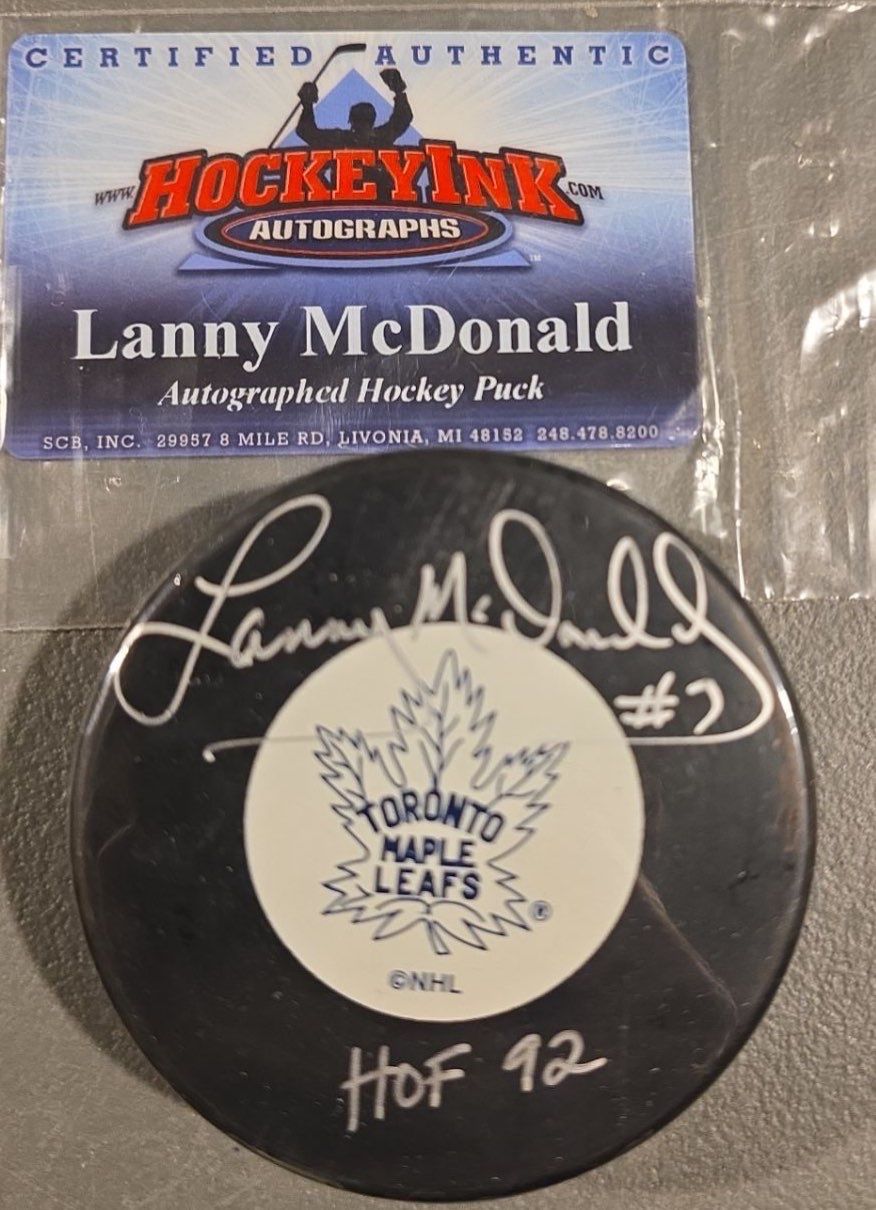 CERTIFIED AUTHENTIC
WWW.HOCKEYINK.COM
AUTOGRAPHS ™
Lanny McDonald
Autographed Hockey Puck
SCB, INC. 29957 8 MILE RD, LIVONIA, MI 48152 248.478.8200
Lanny McDonald
#7
TORONTO
MAPLE
LEAFS ®
©NHL
HOF 92